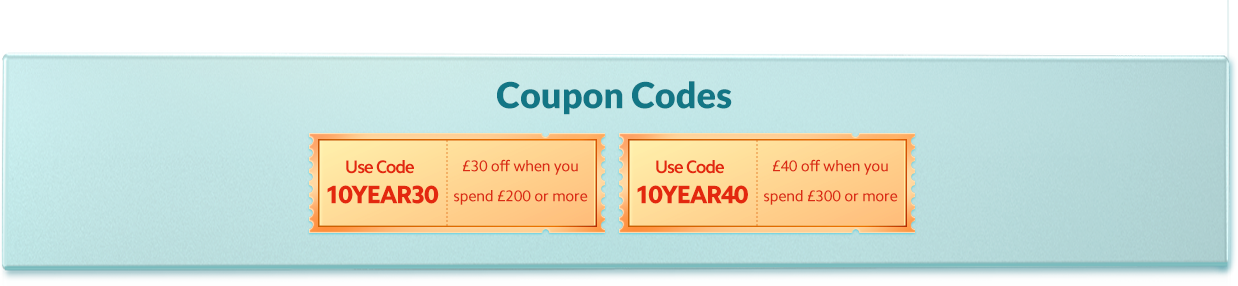 Coupon Codes
Use Code
10YEAR30
£30 off when you
spend £200 or more
Use Code
10YEAR40
£40 off when you
spend £300 or more